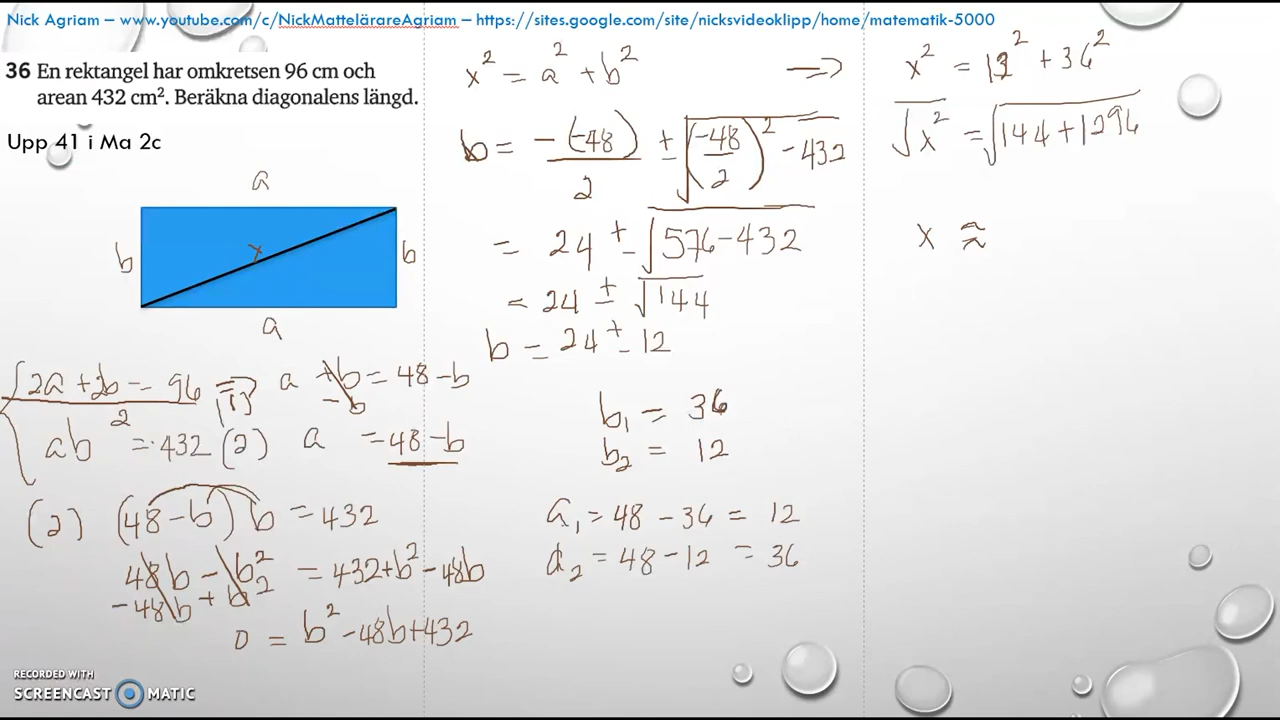 Nick Agriam – www.youtube.com/c/NickMattelärareAgriam – https://sites.google.com/site/nicksvideoklipp/home/matematik-5000
36 En rektangel har omkretsen 96 cm och
arean 432 cm². Beräkna diagonalens längd.
Upp 41 i Ma 2c
a
b
x
b
a
2a + 2b = 96
2
(1)
a + b = 48 - b
- b
ab = 432 (2)
a = 48 - b
(2) (48 - b) b = 432
48b - b² = 432 + b² - 48b
- 48b + b²
0 = b² - 48b + 432
x² = a² + b² ⇒
b = -(-48)/2 ± √((-48/2)² - 432)
= 24 ± √576 - 432
= 24 ± √144
b = 24 ± 12
b₁ = 36
b₂ = 12
a₁ = 48 - 36 = 12
a₂ = 48 - 12 = 36
x² = 12² + 36²
√x² = √144 + 1296
x ≈
RECORDED WITH
SCREENCAST MATIC